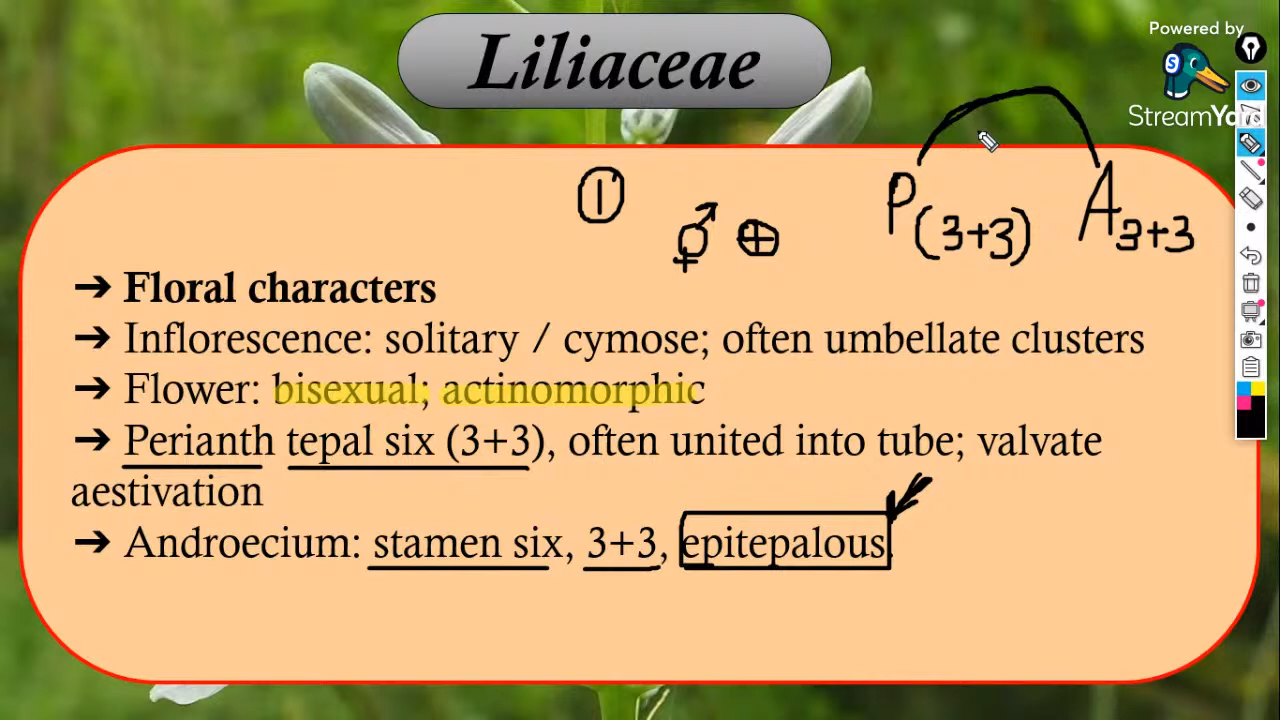 Powered by
Liliaceae
StreamYard
S
1
⚥ ⊕ P(3+3) A3+3
➔ Floral characters
➔ Inflorescence: solitary / cymose; often umbellate clusters
➔ Flower: bisexual; actinomorphic
➔ Perianth tepal six (3+3), often united into tube; valvate
aestivation
➔ Androecium: stamen six, 3+3, epitepalous.